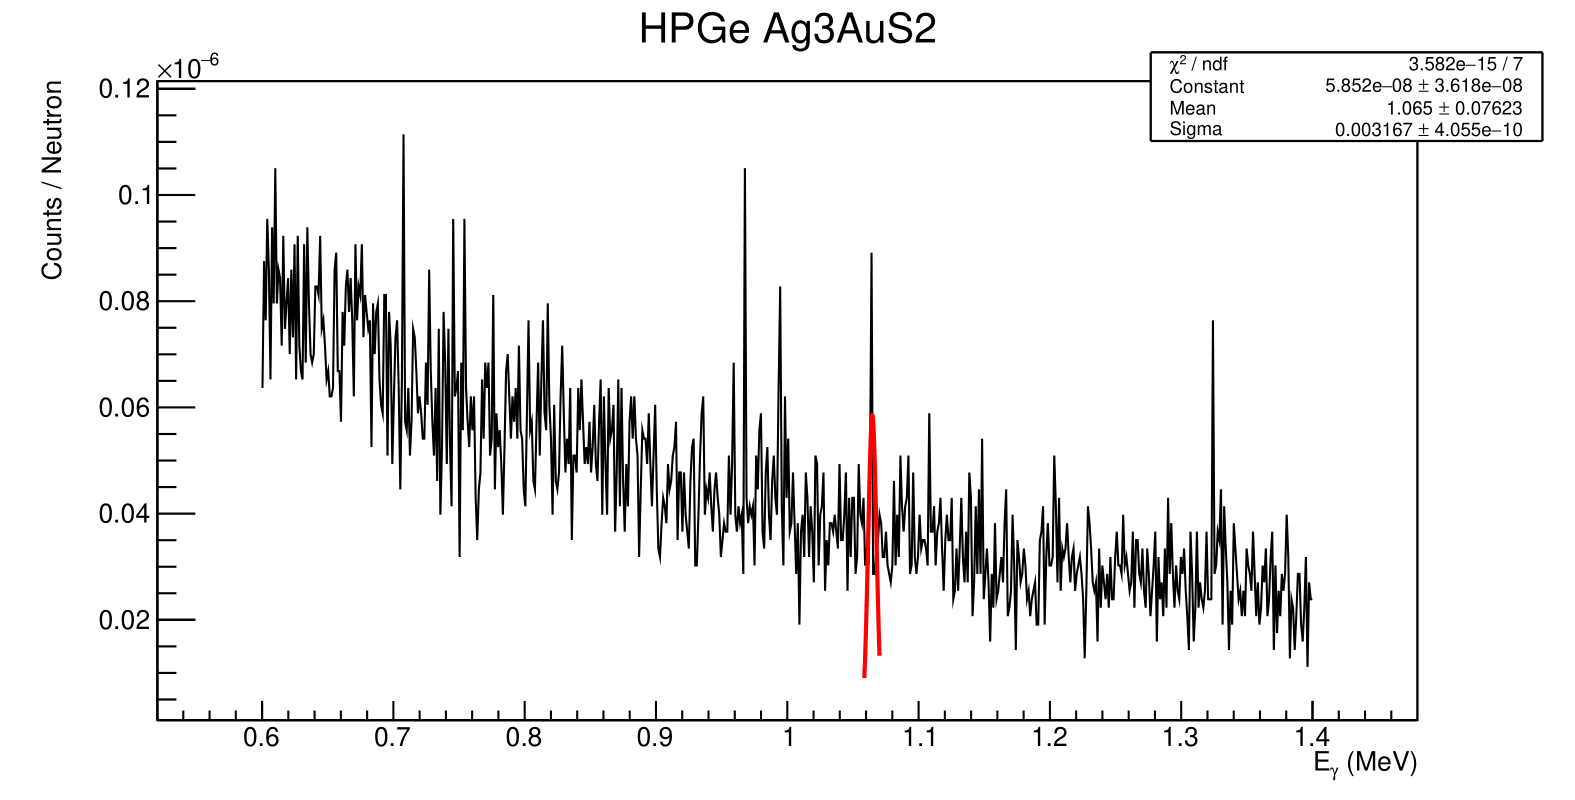 HPGe Ag3AuS2
×10⁻⁶
χ² / ndf 3.582e−15 / 7
Constant 5.852e−08 ± 3.618e−08
Mean 1.065 ± 0.07623
Sigma 0.003167 ± 4.055e−10
Counts / Neutron
0.12
0.1
0.08
0.06
0.04
0.02
0.6 0.7 0.8 0.9 1 1.1 1.2 1.3 1.4
Eγ (MeV)